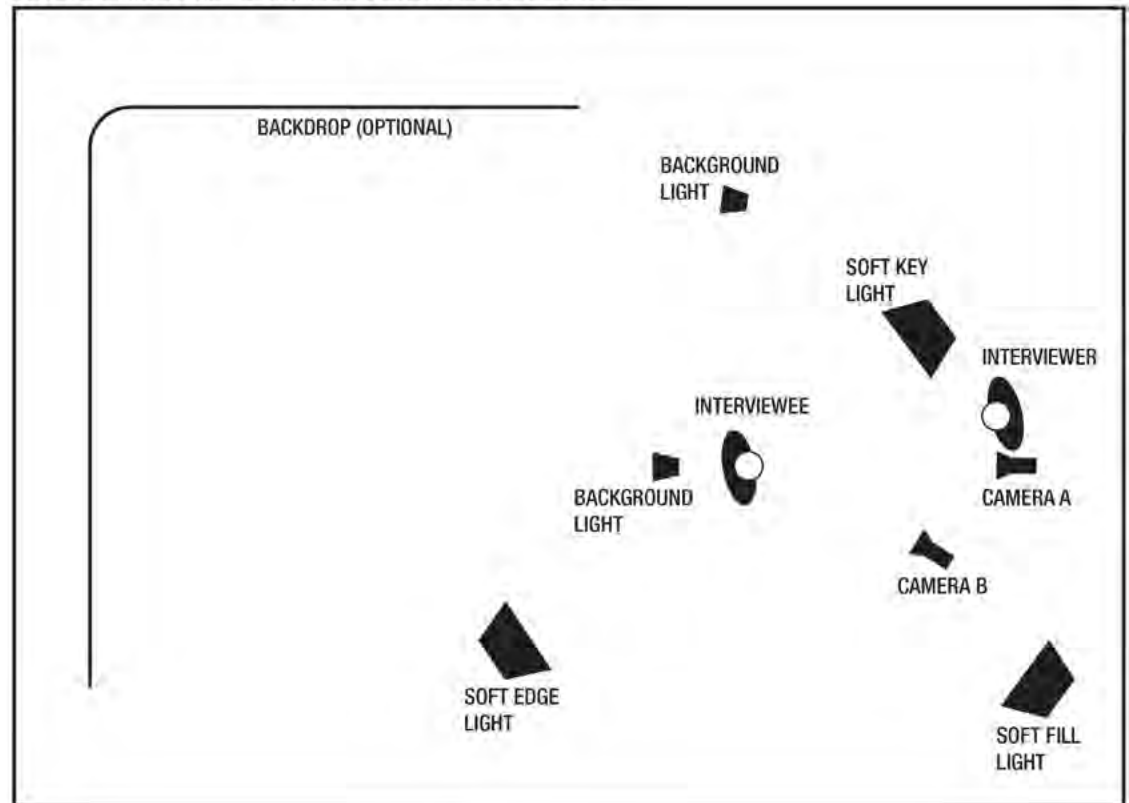 BACKDROP (OPTIONAL)
BACKGROUND
LIGHT
SOFT KEY
LIGHT
INTERVIEWER
INTERVIEWEE
BACKGROUND
LIGHT
CAMERA A
CAMERA B
SOFT EDGE
LIGHT
SOFT FILL
LIGHT